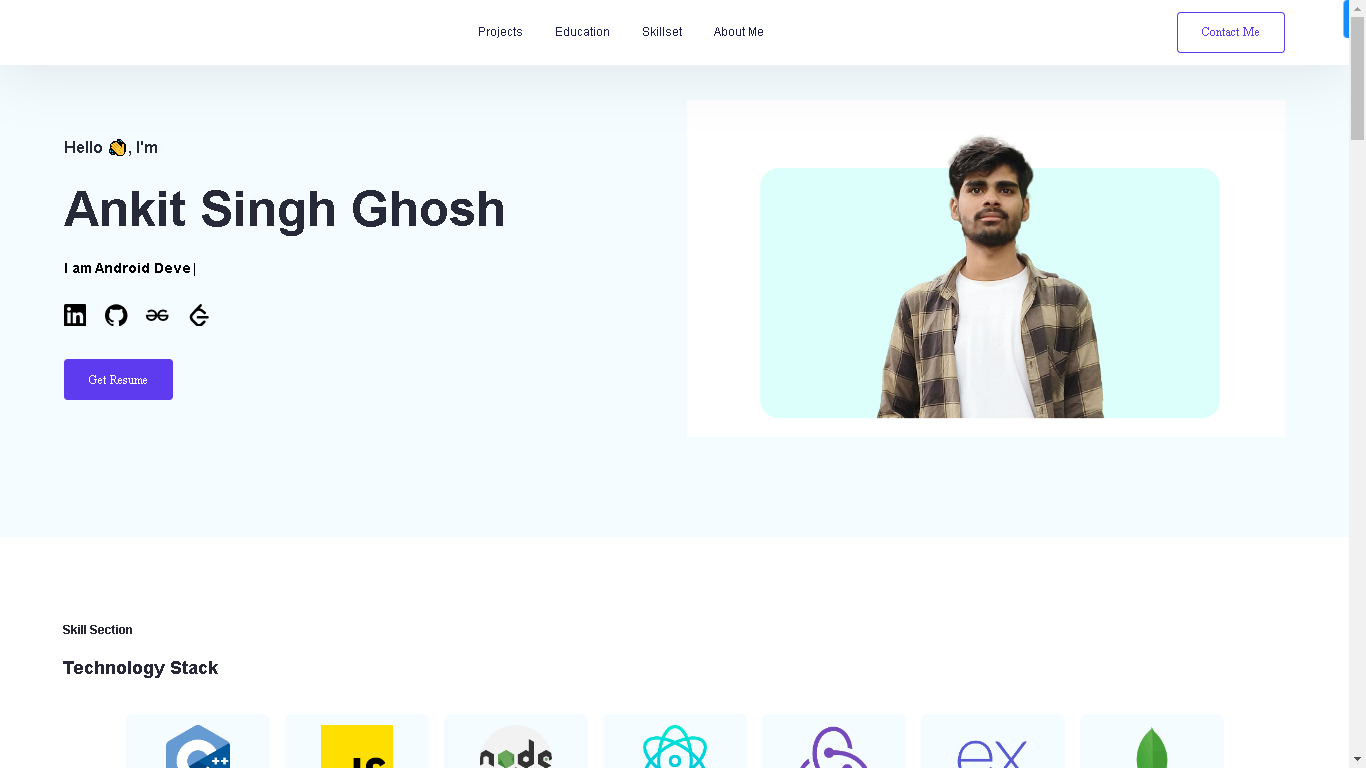 Projects Education Skillset About Me Contact Me
Hello 👏, I'm
Ankit Singh Ghosh
I am Android Deve|
Get Resume
Skill Section
Technology Stack
C++ JS node ex